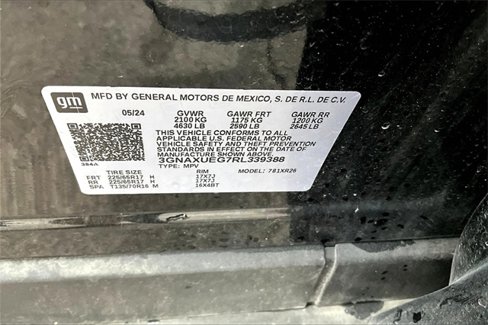 gm MFD BY GENERAL MOTORS DE MEXICO, S. DE R.L. DE C.V.
05/24 GVWR GAWR FRT GAWR RR
2100 KG 1175 KG 1200 KG
4630 LB 2590 LB 2645 LB
THIS VEHICLE CONFORMS TO ALL
APPLICABLE U.S. FEDERAL MOTOR
VEHICLE SAFETY, BUMPER, AND THEFT
PREVENTION STANDARDS IN EFFECT ON
THE DATE OF MANUFACTURE SHOWN ABOVE.
3GNAXUEG7RL339388
384A TYPE: MPV MODEL: 781XR26
TIRE SIZE RIM
FRT 225/65R17 H 17X7J
RR 225/65R17 H 17X7J
SPA T135/70R16 M 16X4BT